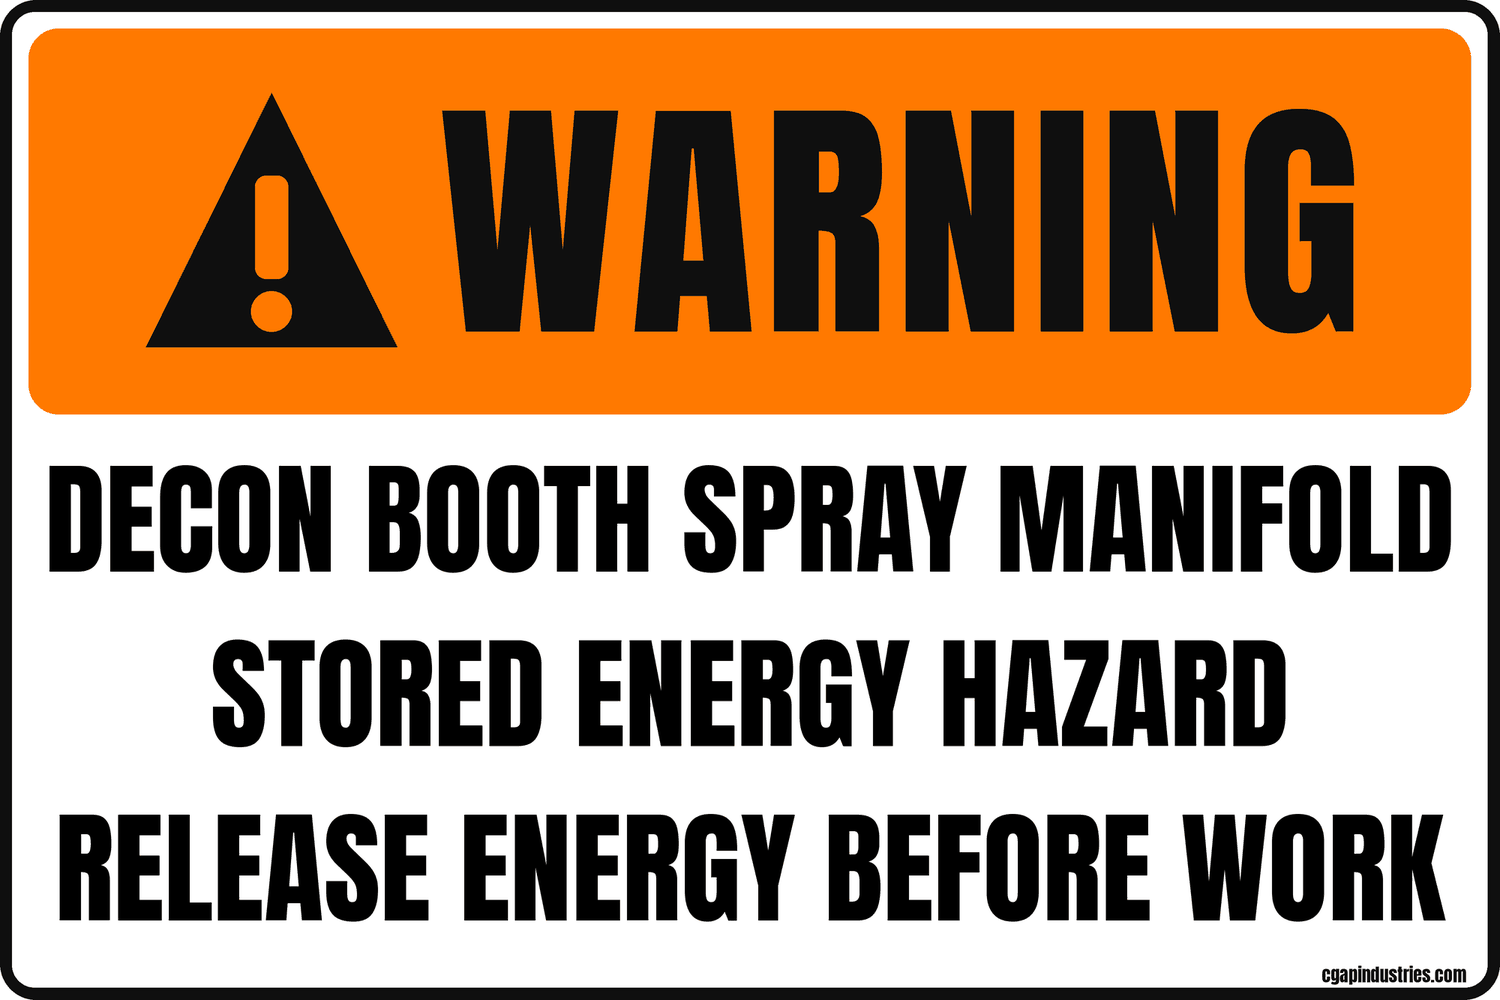 WARNING
DECON BOOTH SPRAY MANIFOLD
STORED ENERGY HAZARD
RELEASE ENERGY BEFORE WORK
cgapindustries.com